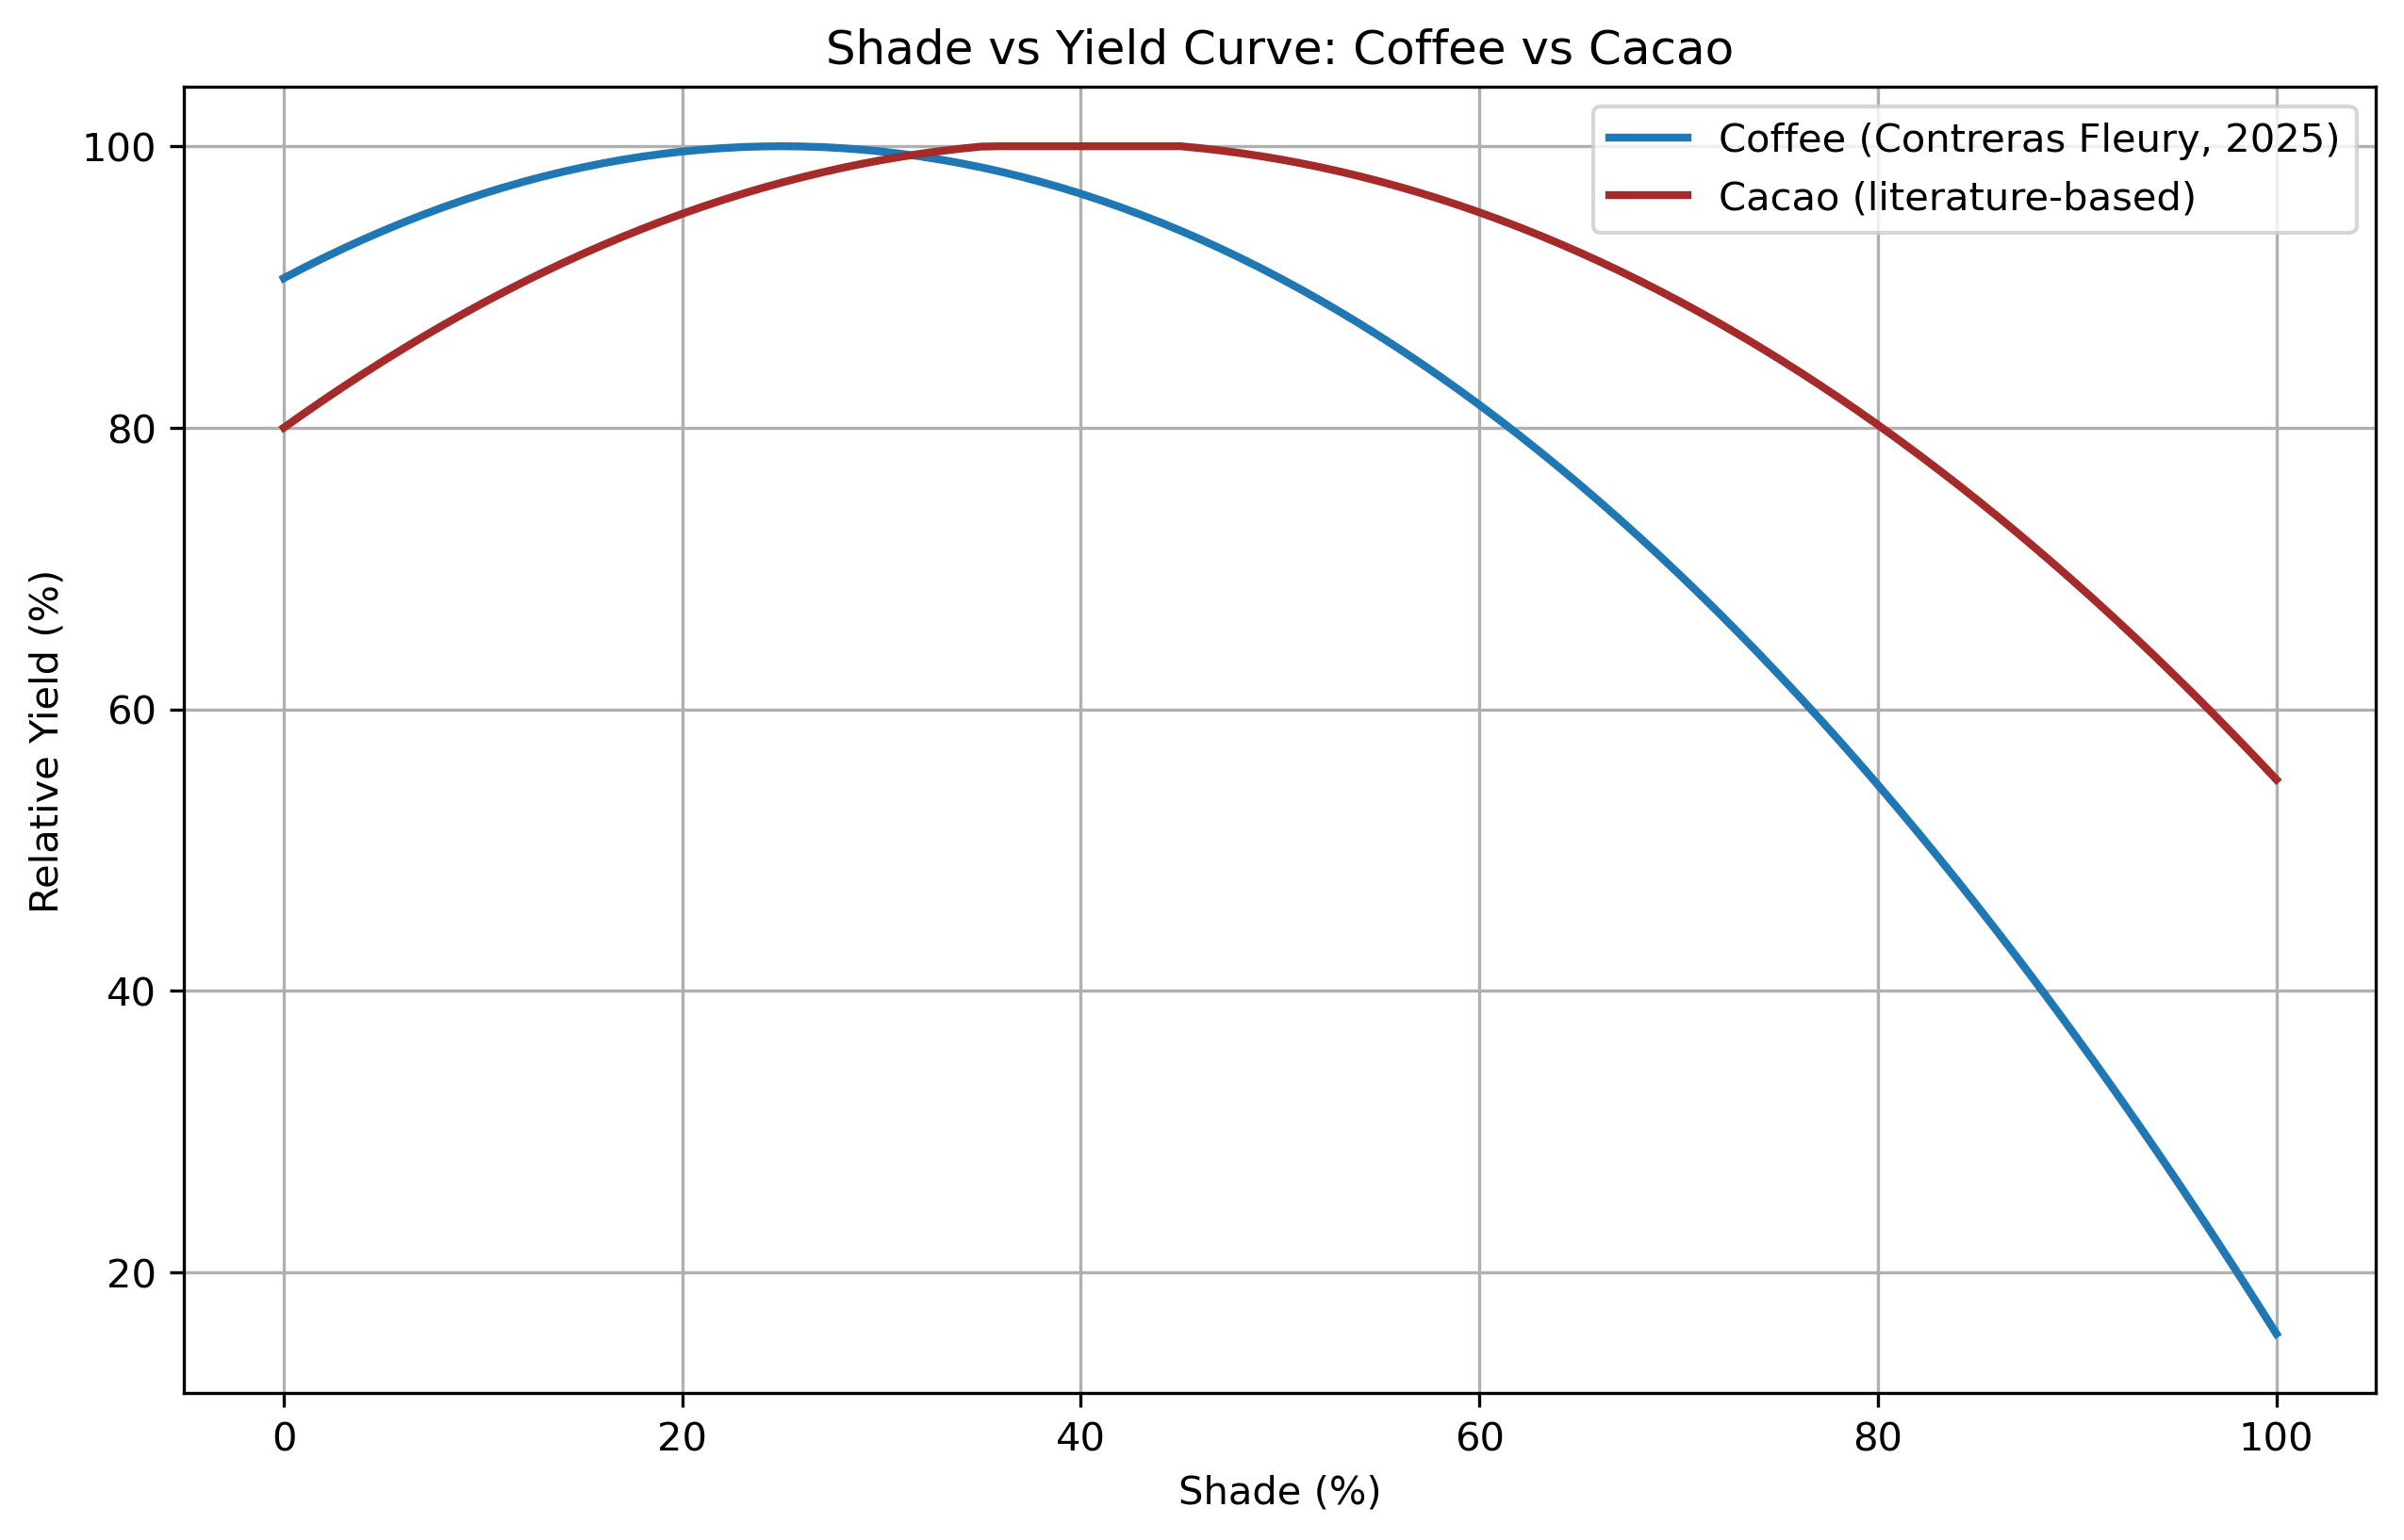 Shade vs Yield Curve: Coffee vs Cacao
Coffee (Contreras Fleury, 2025)
Cacao (literature-based)
Relative Yield (%)
100
80
60
40
20
0 20 40 60 80 100
Shade (%)